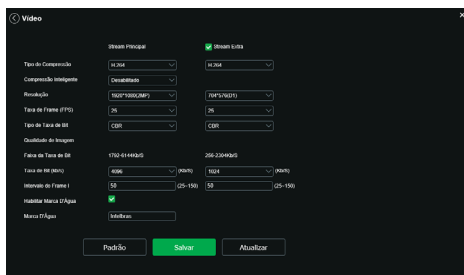 Vídeo
Stream Principal Stream Extra
Tipo de Compressão H.264 H.264
Compressão Inteligente Desabilitado
Resolução 1920*1080(2MP) 704*576(D1)
Taxa de Frame (FPS) 25 25
Tipo de Taxa de Bit CBR CBR
Qualidade de Imagem
Faixa da Taxa de Bit 1792-6144Kb/S 256-2304Kb/S
Taxa de Bit (kb/s) 4096 (Kb/S) 1024 (Kb/S)
Intervalo do Frame I 50 (25~150) 50 (25~150)
Habilitar Marca D'Água
Marca D'Água Intelbras
Padrão Salvar Atualizar